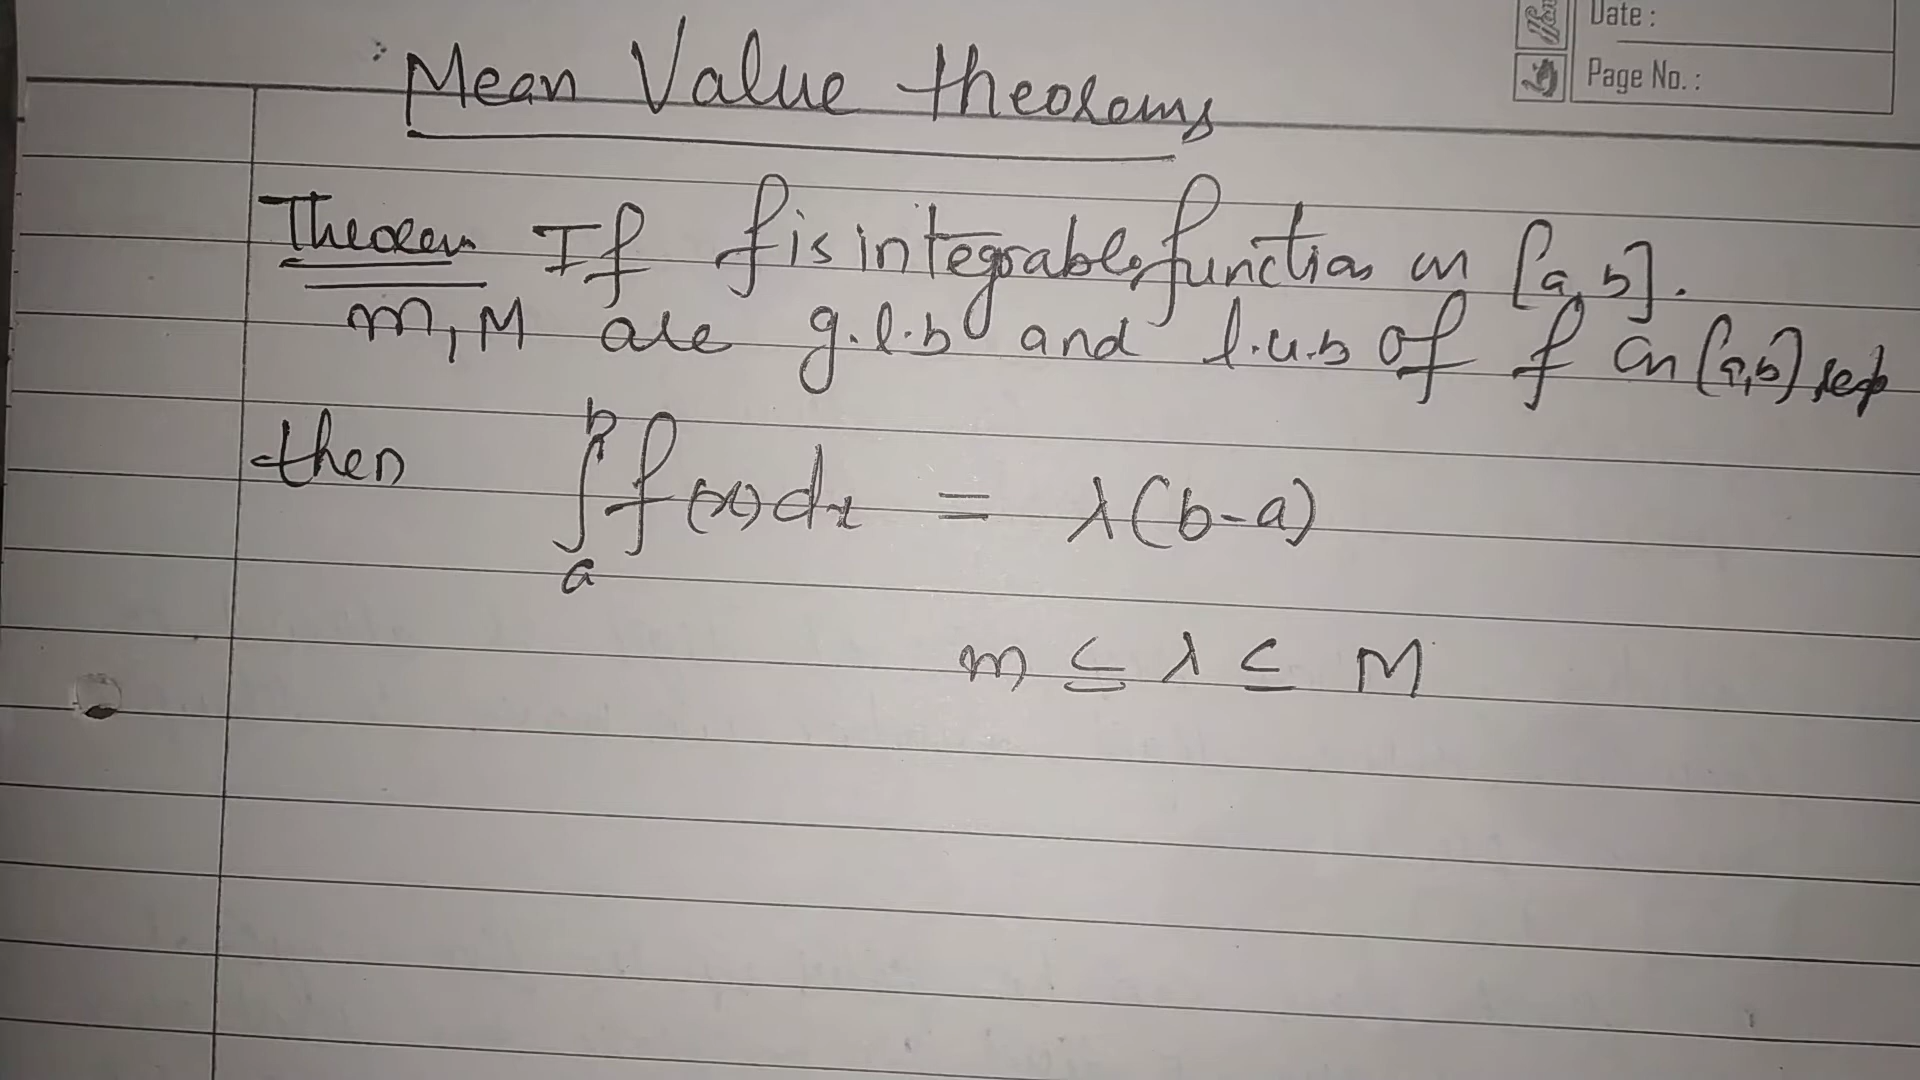 Date :
Page No. :
Mean Value theorems
Theorem If f is integrable function on [a, b].
m, M are g.l.b and l.u.b of f on [a,b] resp
then ∫_a^b f(x) dx = λ(b-a)
m ≤ λ ≤ M